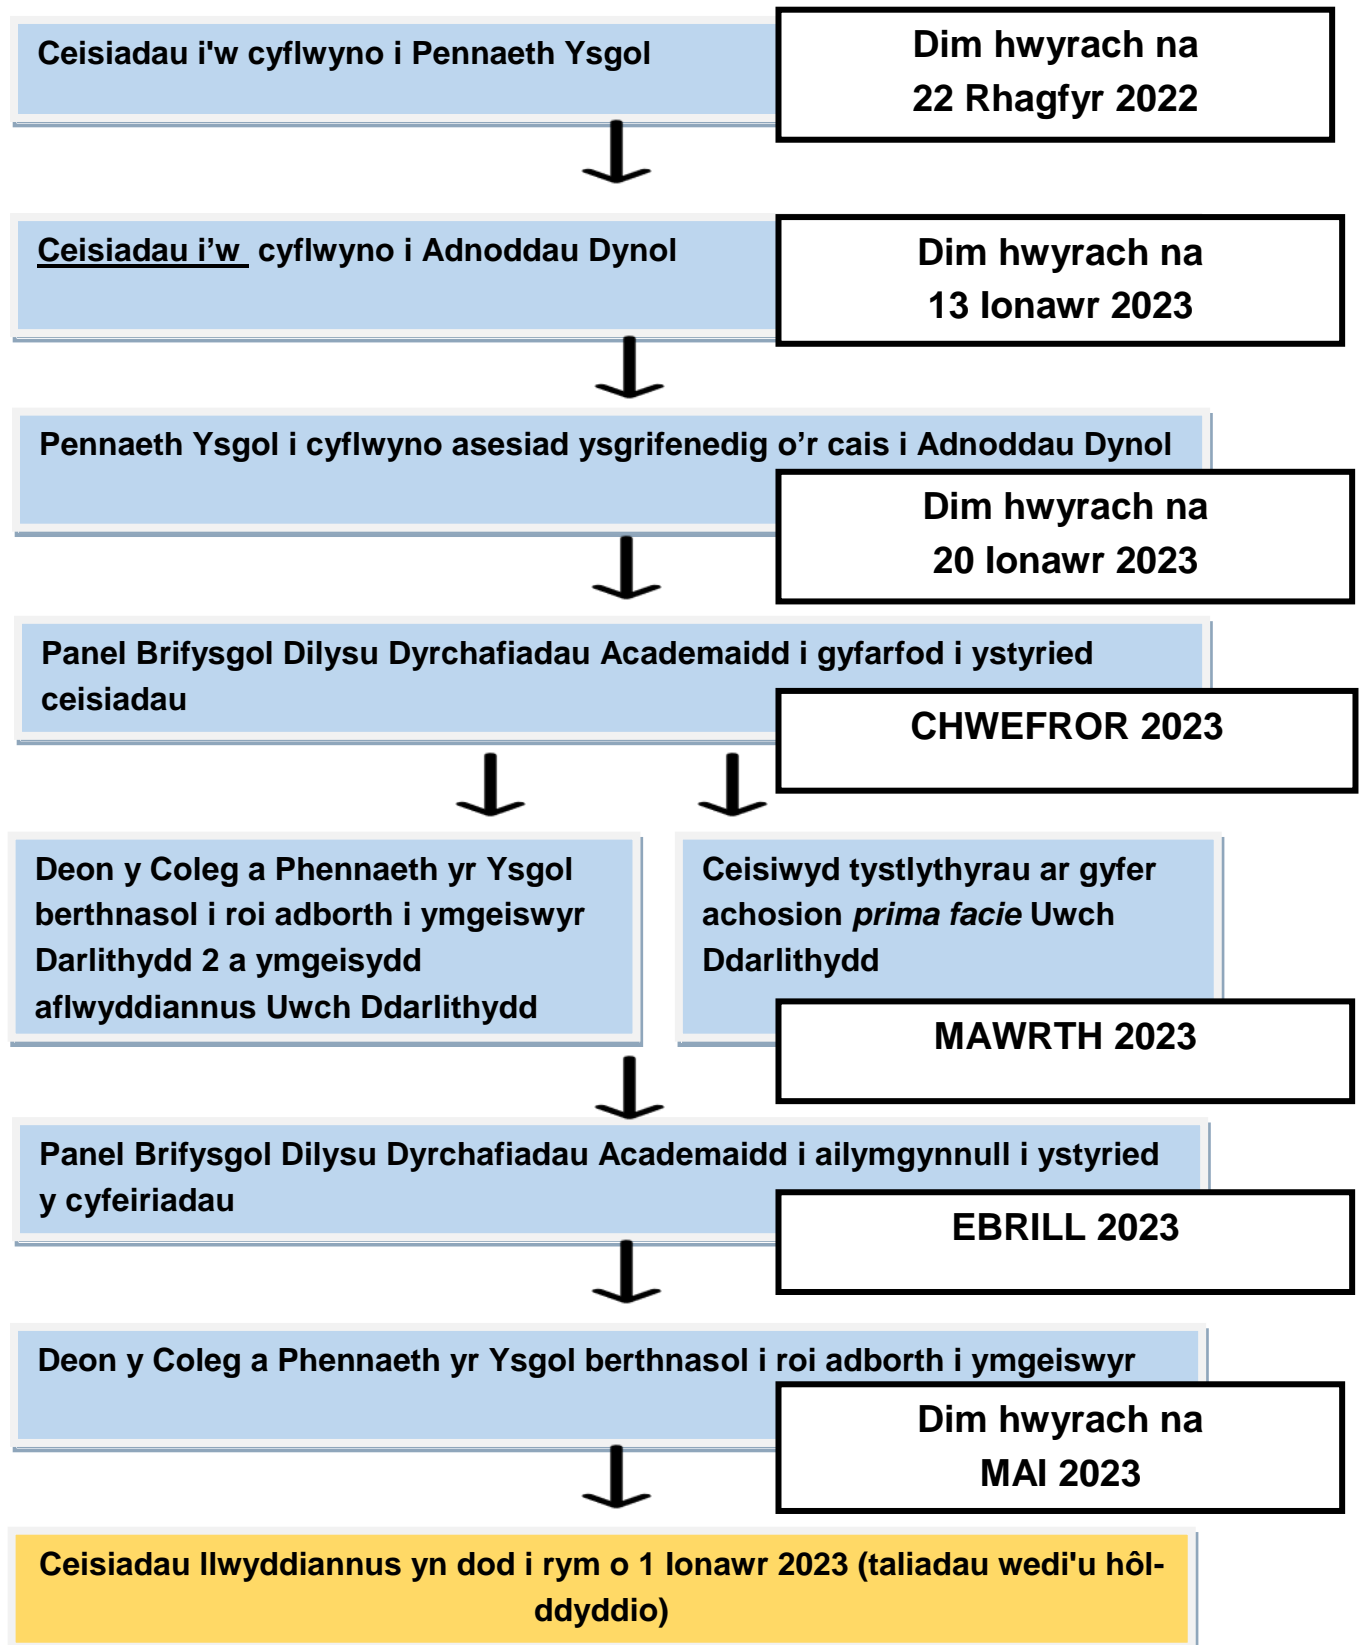 Ceisiadau i'w cyflwyno i Pennaeth Ysgol
Dim hwyrach na
22 Rhagfyr 2022
Ceisiadau i’w cyflwyno i Adnoddau Dynol
Dim hwyrach na
13 Ionawr 2023
Pennaeth Ysgol i cyflwyno asesiad ysgrifenedig o’r cais i Adnoddau Dynol
Dim hwyrach na
20 Ionawr 2023
Panel Brifysgol Dilysu Dyrchafiadau Academaidd i gyfarfod i ystyried
ceisiadau
CHWEFROR 2023
Deon y Coleg a Phennaeth yr Ysgol
berthnasol i roi adborth i ymgeiswyr
Darlithydd 2 a ymgeisydd
aflwyddiannus Uwch Ddarlithydd
Ceisiwyd tystlythyrau ar gyfer
achosion prima facie Uwch
Ddarlithydd
MAWRTH 2023
Panel Brifysgol Dilysu Dyrchafiadau Academaidd i ailymgynnull i ystyried
y cyfeiriadau
EBRILL 2023
Deon y Coleg a Phennaeth yr Ysgol berthnasol i roi adborth i ymgeiswyr
Dim hwyrach na
MAI 2023
Ceisiadau llwyddiannus yn dod i rym o 1 Ionawr 2023 (taliadau wedi'u hôl-
ddyddio)